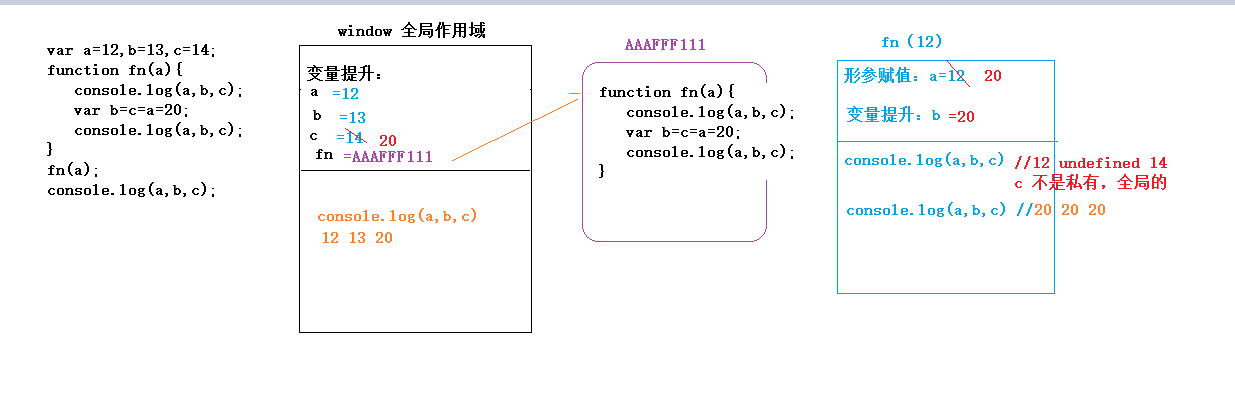 var a=12,b=13,c=14;
function fn(a){
console.log(a,b,c);
var b=c=a=20;
console.log(a,b,c);
}
fn(a);
console.log(a,b,c);
window 全局作用域
变量提升:
a =12
b =13
c =14 20
fn =AAAFFF111
console.log(a,b,c)
12 13 20
AAAFFF111
function fn(a){
console.log(a,b,c);
var b=c=a=20;
console.log(a,b,c);
}
fn（12）
形参赋值：a=12 20
变量提升：b =20
console.log(a,b,c) //12 undefined 14
c 不是私有，全局的
console.log(a,b,c) //20 20 20